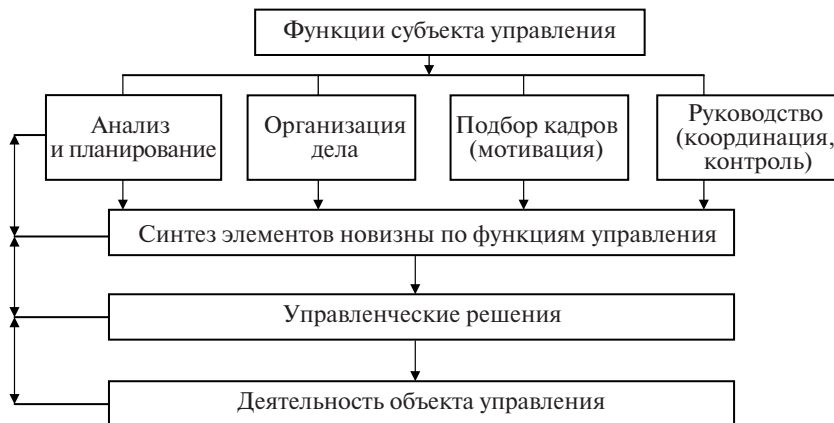 Функции субъекта управления
Анализ
и планирование
Организация
дела
Подбор кадров
(мотивация)
Руководство
(координация,
контроль)
Синтез элементов новизны по функциям управления
Управленческие решения
Деятельность объекта управления